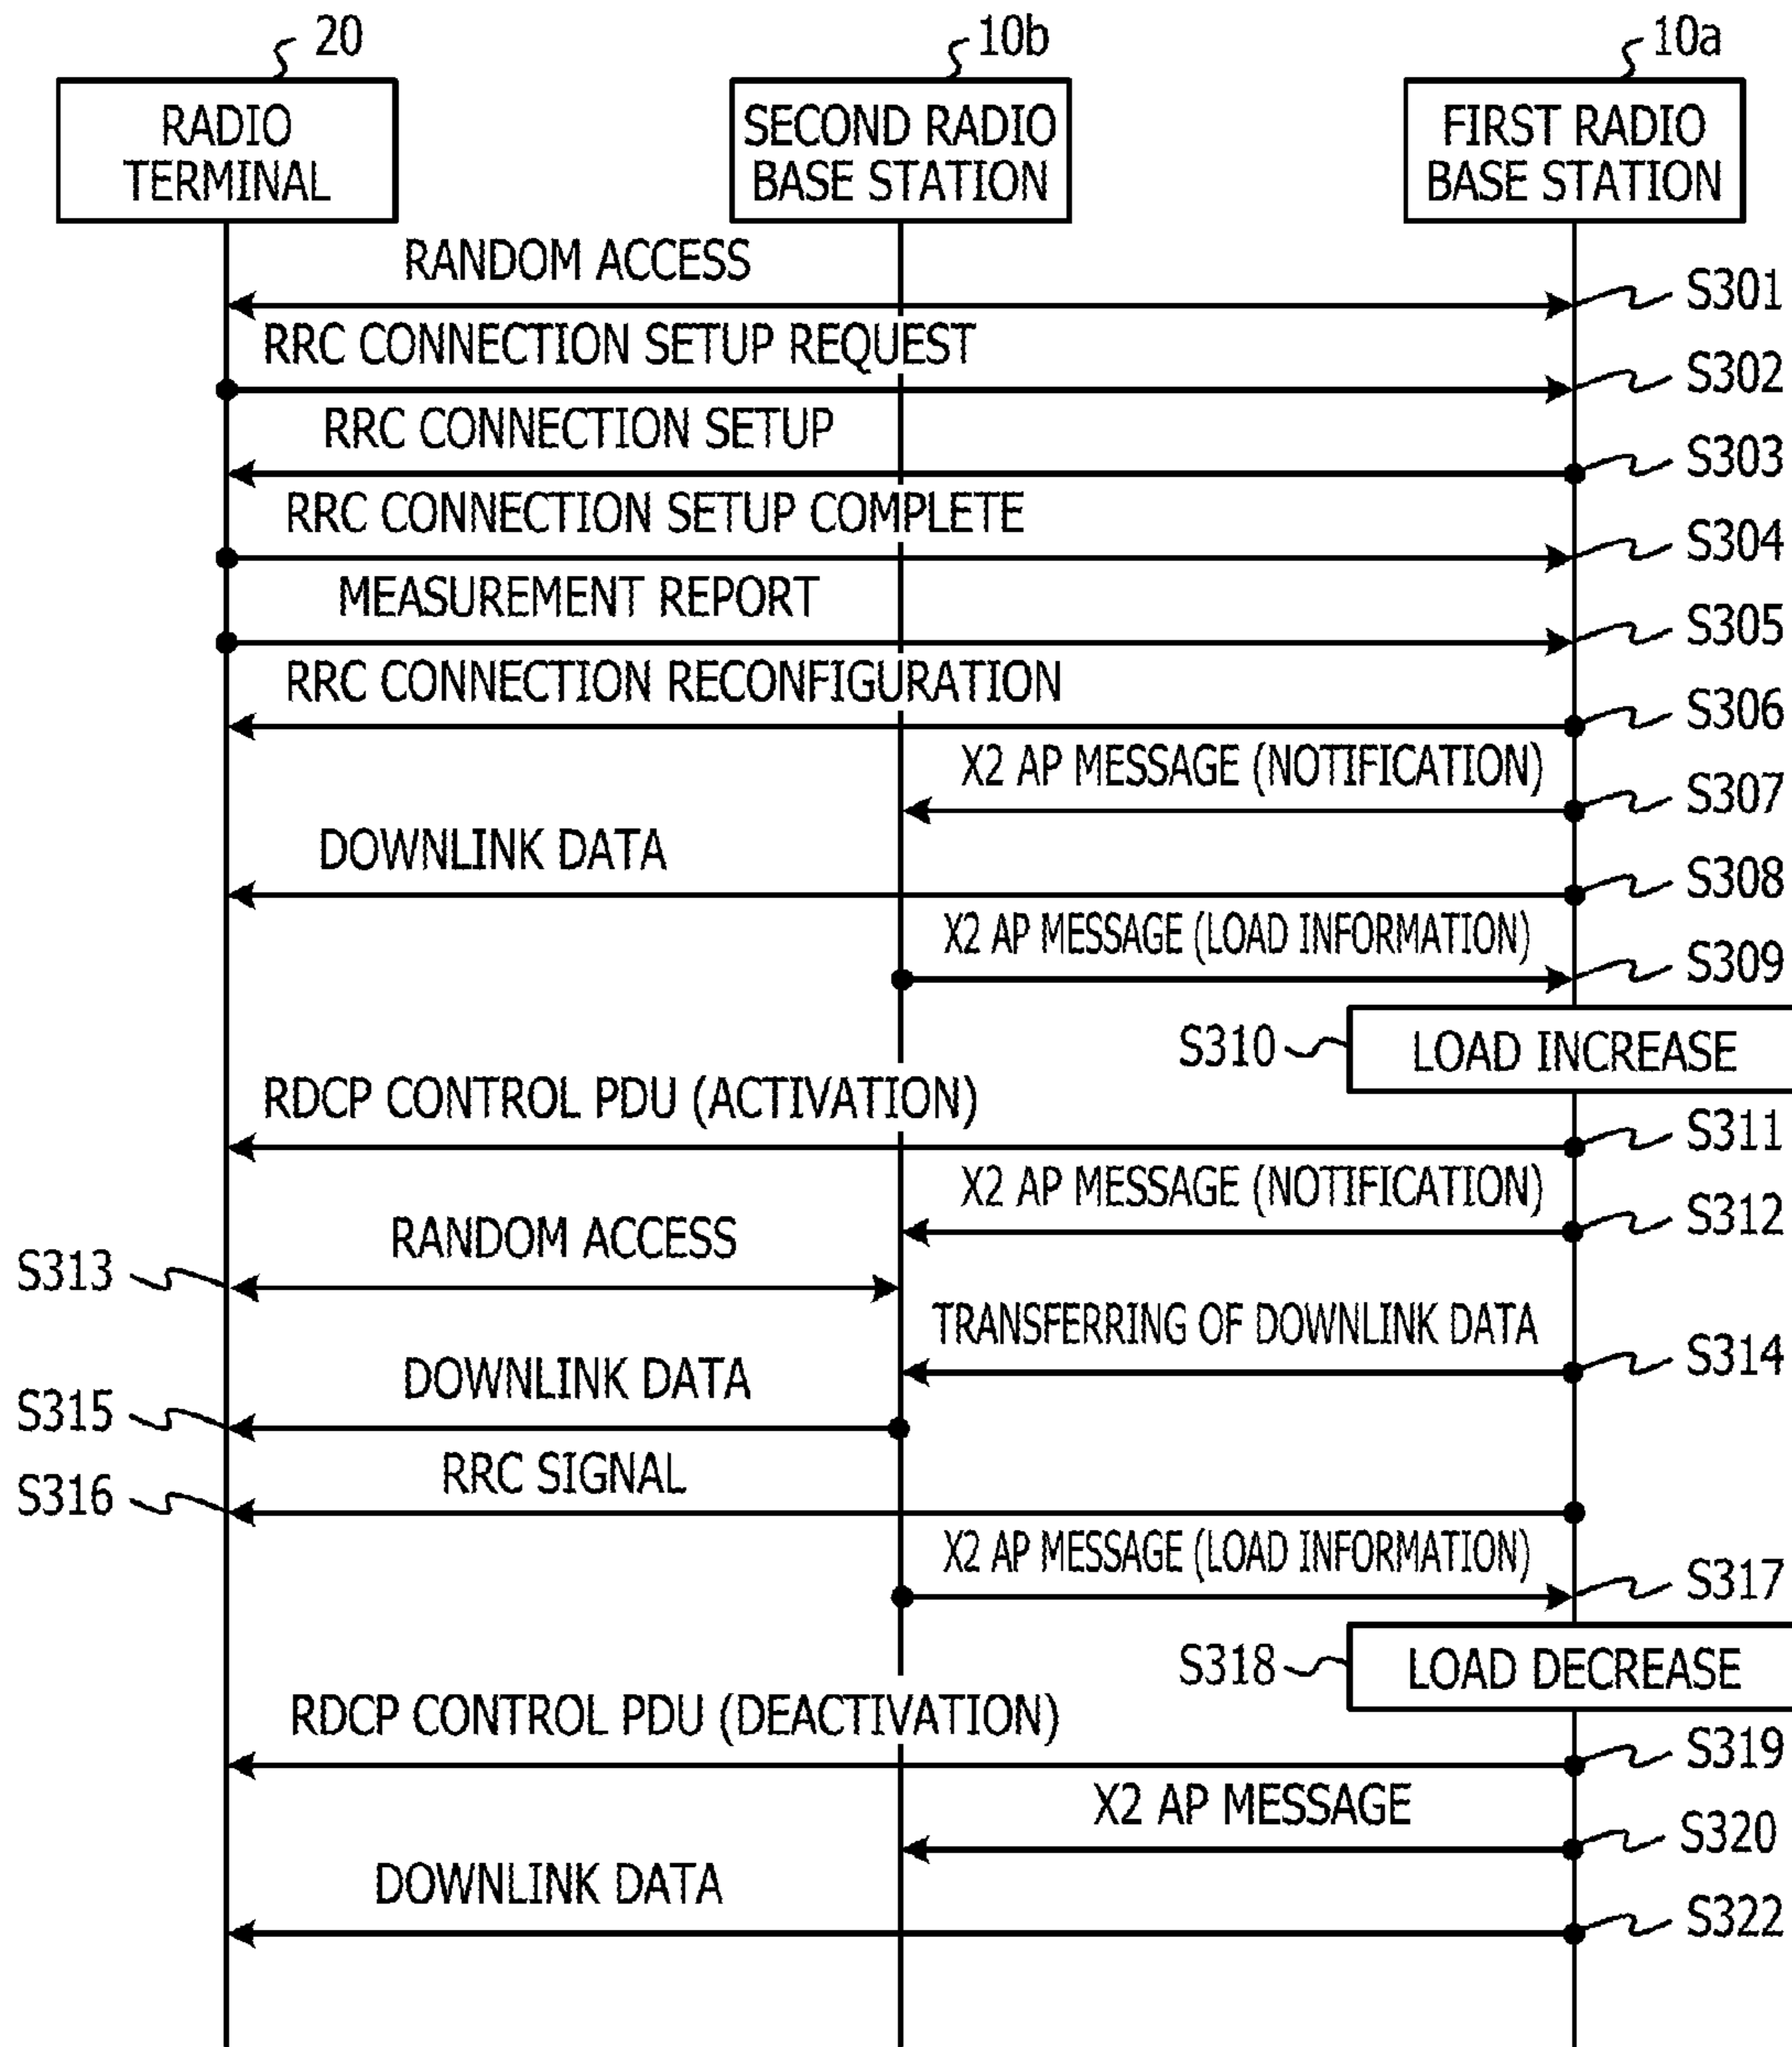 20
10b
10a
RADIO
TERMINAL
SECOND RADIO
BASE STATION
FIRST RADIO
BASE STATION
RANDOM ACCESS
S301
RRC CONNECTION SETUP REQUEST
S302
RRC CONNECTION SETUP
S303
RRC CONNECTION SETUP COMPLETE
S304
MEASUREMENT REPORT
S305
RRC CONNECTION RECONFIGURATION
S306
X2 AP MESSAGE (NOTIFICATION)
S307
DOWNLINK DATA
S308
X2 AP MESSAGE (LOAD INFORMATION)
S309
S310
LOAD INCREASE
RDCP CONTROL PDU (ACTIVATION)
S311
X2 AP MESSAGE (NOTIFICATION)
S312
RANDOM ACCESS
S313
TRANSFERRING OF DOWNLINK DATA
S314
DOWNLINK DATA
S315
RRC SIGNAL
S316
X2 AP MESSAGE (LOAD INFORMATION)
S317
S318
LOAD DECREASE
RDCP CONTROL PDU (DEACTIVATION)
S319
X2 AP MESSAGE
S320
DOWNLINK DATA
S322